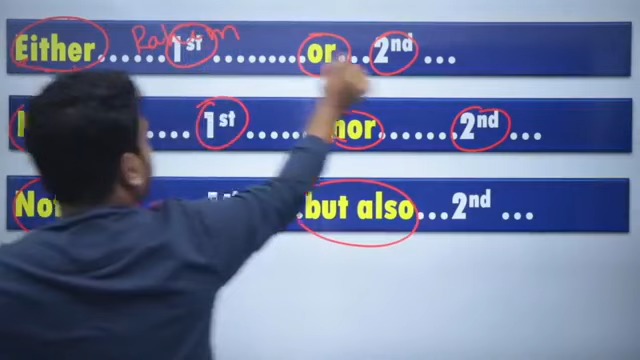 Either......1st.........or....2nd...
.....1st......nor.......2nd...
Not but also...2nd...